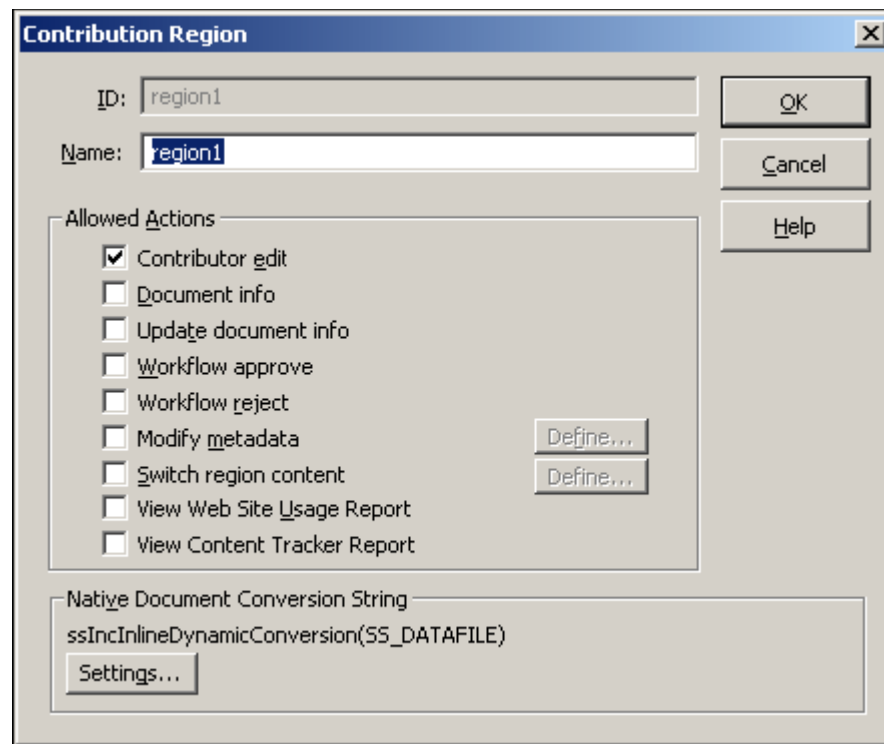 Contribution Region
ID: region1
OK
Name: region1
Cancel
Help
Allowed Actions
Contributor edit
Document info
Update document info
Workflow approve
Workflow reject
Modify metadata Define...
Switch region content Define...
View Web Site Usage Report
View Content Tracker Report
Native Document Conversion String
ssIncInlineDynamicConversion(SS_DATAFILE)
Settings...